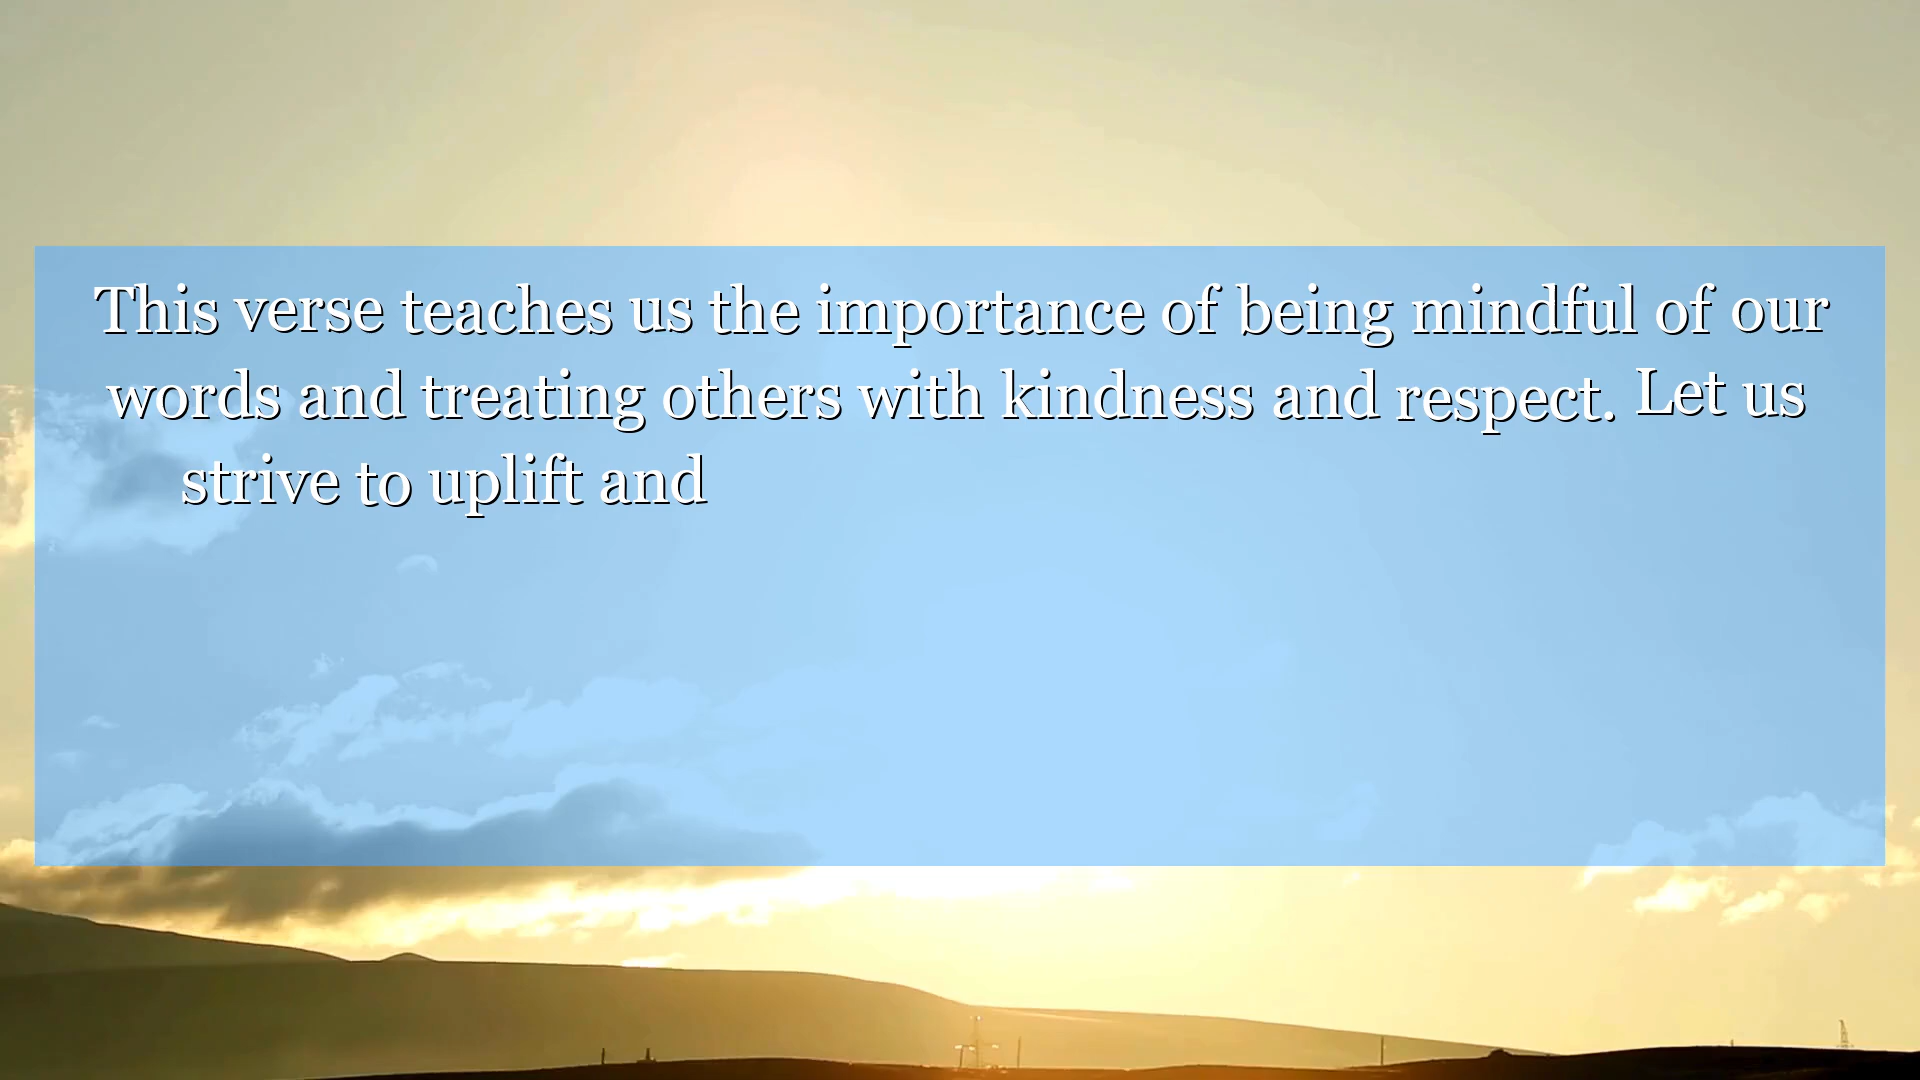 This verse teaches us the importance of being mindful of our
words and treating others with kindness and respect. Let us
strive to uplift and